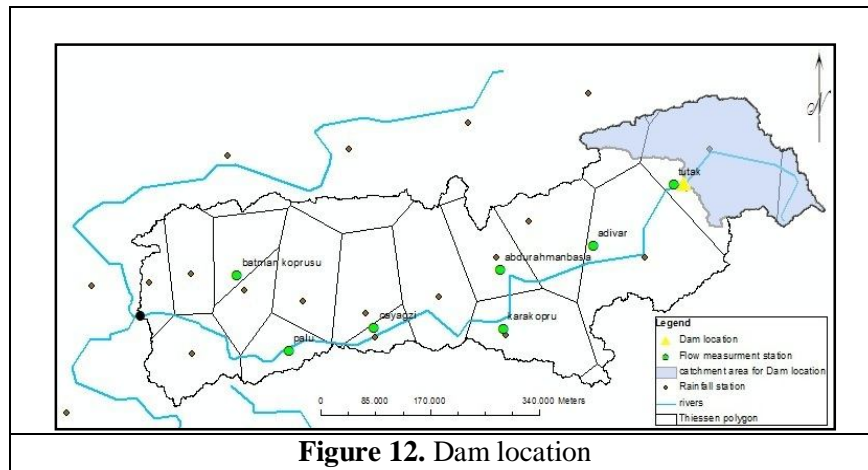 N
tutak
adivar
batman koprusu
abdurahmanbasa
cayagzi
karakopru
palu
0 85.000 170.000 340.000 Meters
Legend
Dam location
Flow measurment station
catchment area for Dam location
Rainfall station
rivers
Thiessen polygon
Figure 12. Dam location